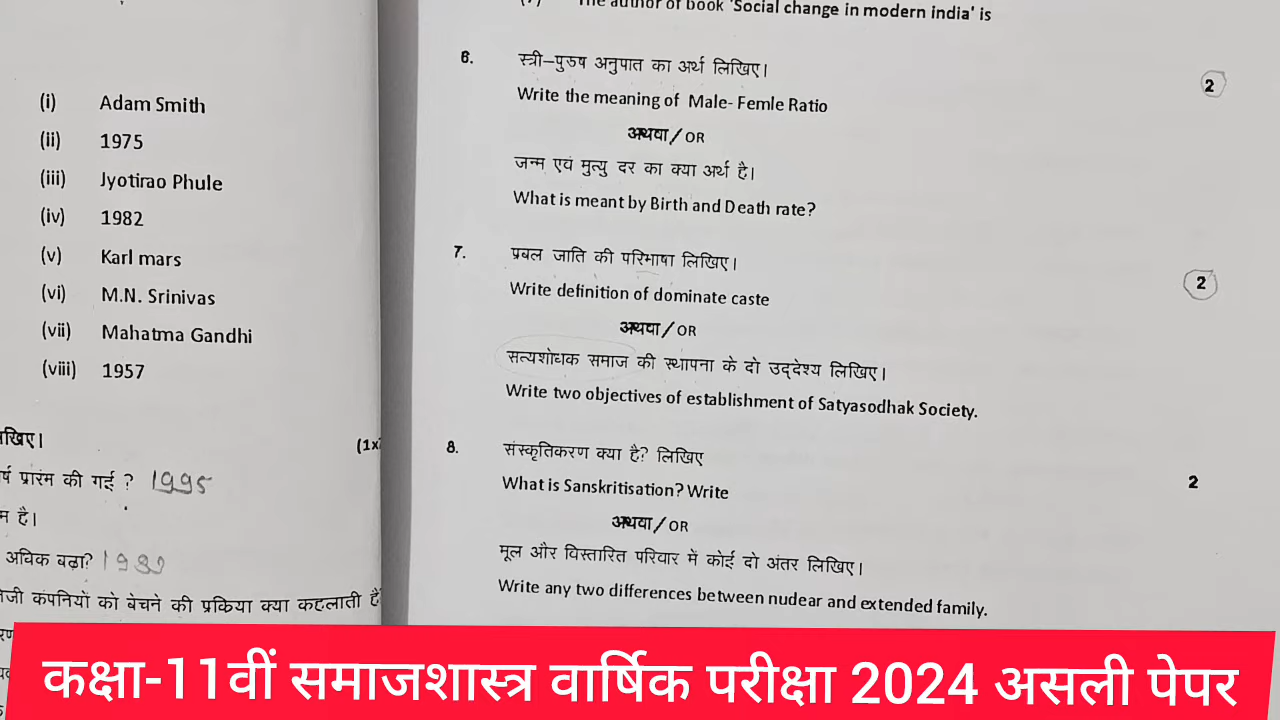 (i) Adam Smith
(ii) 1975
(iii) Jyotirao Phule
(iv) 1982
(v) Karl mars
(vi) M.N. Srinivas
(vii) Mahatma Gandhi
(viii) 1957
(1x
प्रारंम की गई ? 1995
है।
अधिक बढ़ा?
कंपनियों को बेचने की प्रकिया क्या कहलाती है
author of book 'Social change in modern india' is
6. स्त्री–पुरुष अनुपात का अर्थ लिखिए। 2
Write the meaning of Male- Femle Ratio
अथवा / OR
जन्म एवं मुत्यु दर का क्या अर्थ है।
What is meant by Birth and Death rate?
7. प्रबल जाति की परिभाषा लिखिए। 2
Write definition of dominate caste
अथवा / OR
सत्यशोधक समाज की स्थापना के दो उद्देश्य लिखिए।
Write two objectives of establishment of Satyasodhak Society.
8. संस्कृतिकरण क्या है? लिखिए 2
What is Sanskritisation? Write
अथवा / OR
मूल और विस्तारित परिवार में कोई दो अंतर लिखिए।
Write any two differences between nudear and extended family.
कक्षा-11वीं समाजशास्त्र वार्षिक परीक्षा 2024 असली पेपर